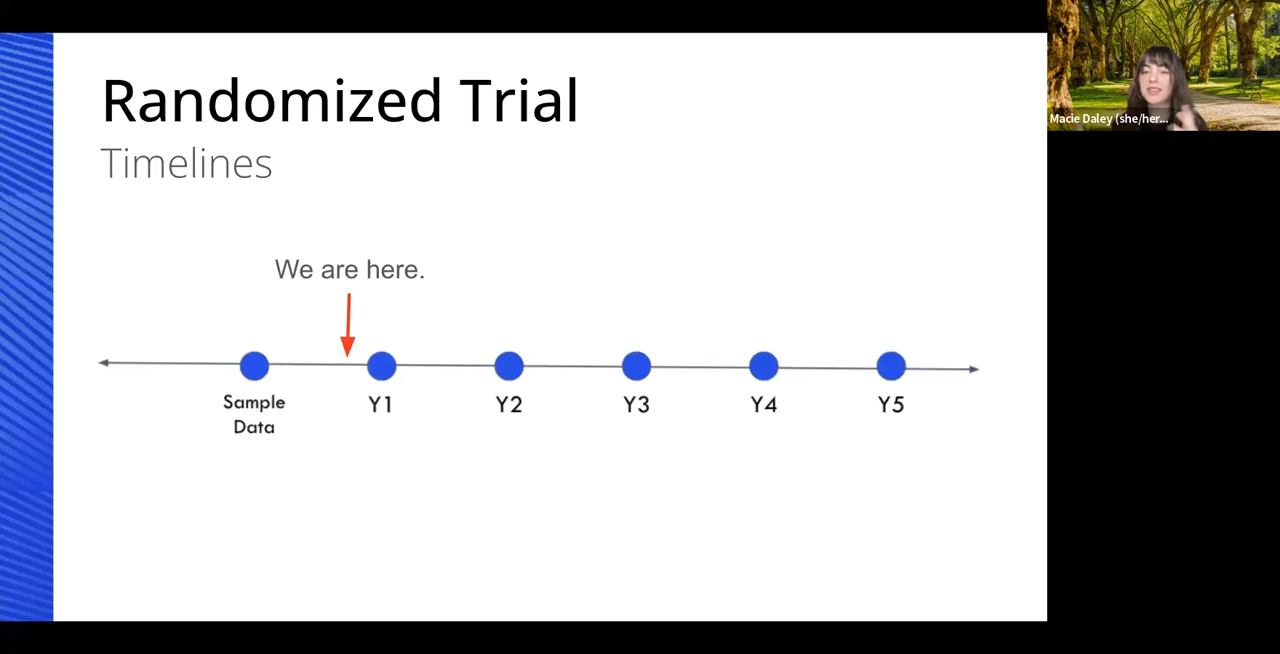 Randomized Trial
Timelines
We are here.
Sample
Data
Y1
Y2
Y3
Y4
Y5
Macie Daley (she/her...